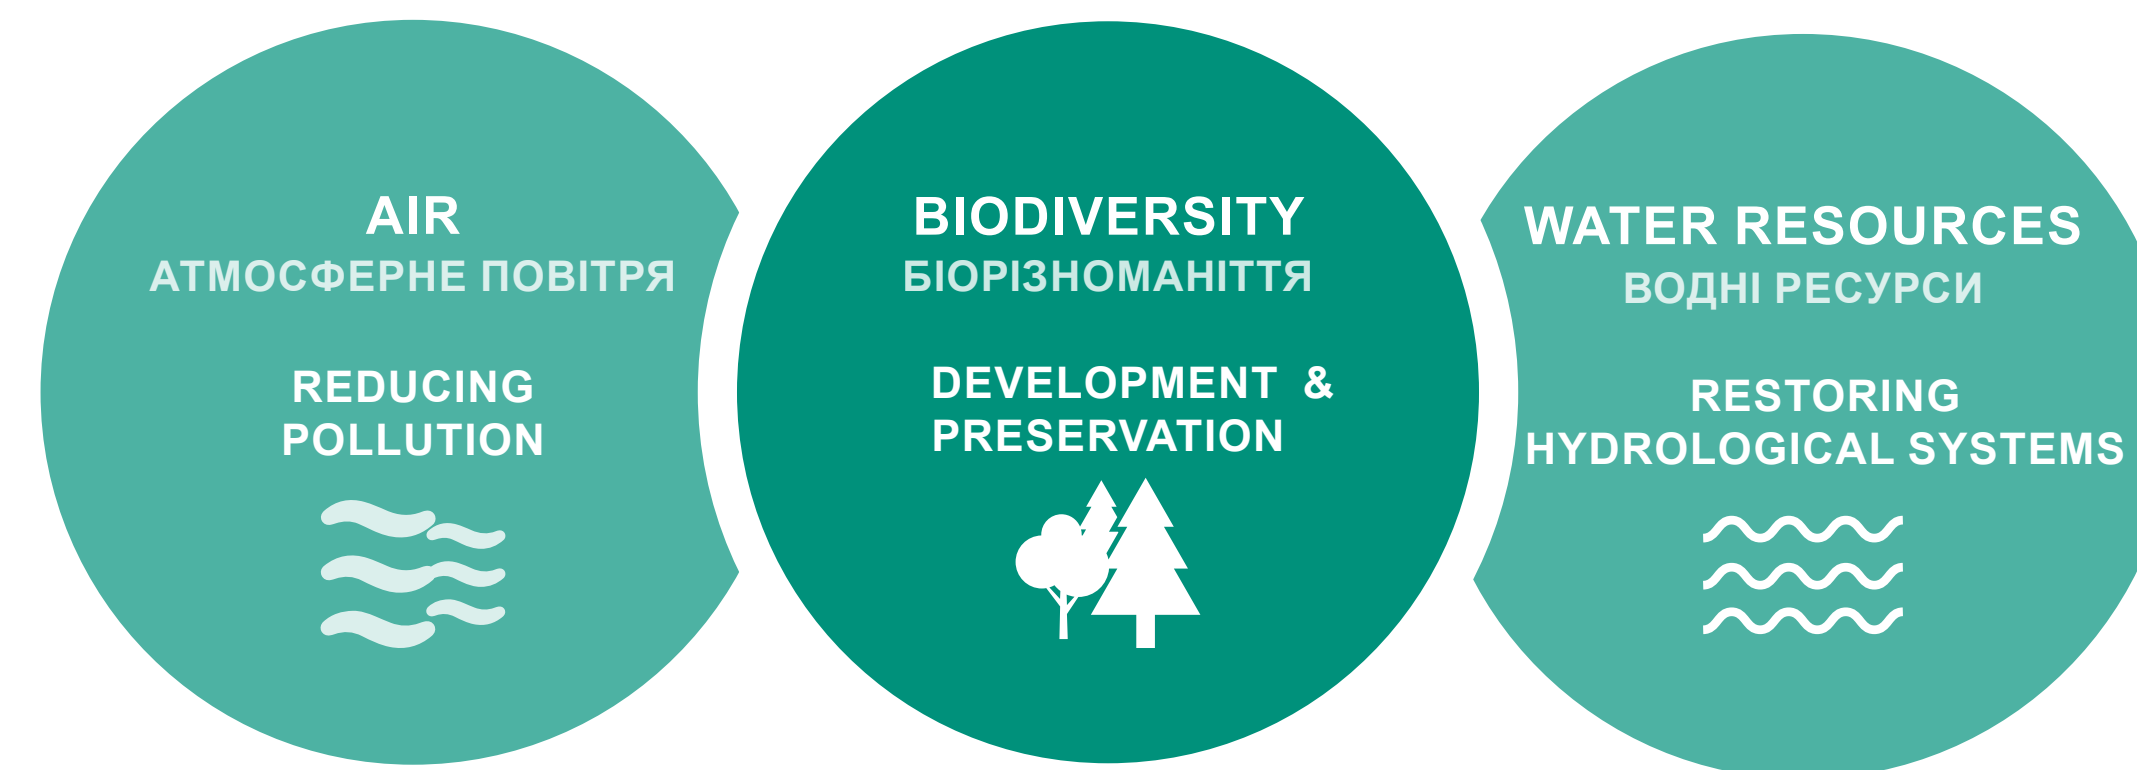 AIR
АТМОСФЕРНЕ ПОВІТРЯ
REDUCING
POLLUTION
BIODIVERSITY
БІОРІЗНОМАНІТТЯ
DEVELOPMENT &
PRESERVATION
WATER RESOURCES
ВОДНІ РЕСУРСИ
RESTORING
HYDROLOGICAL SYSTEMS